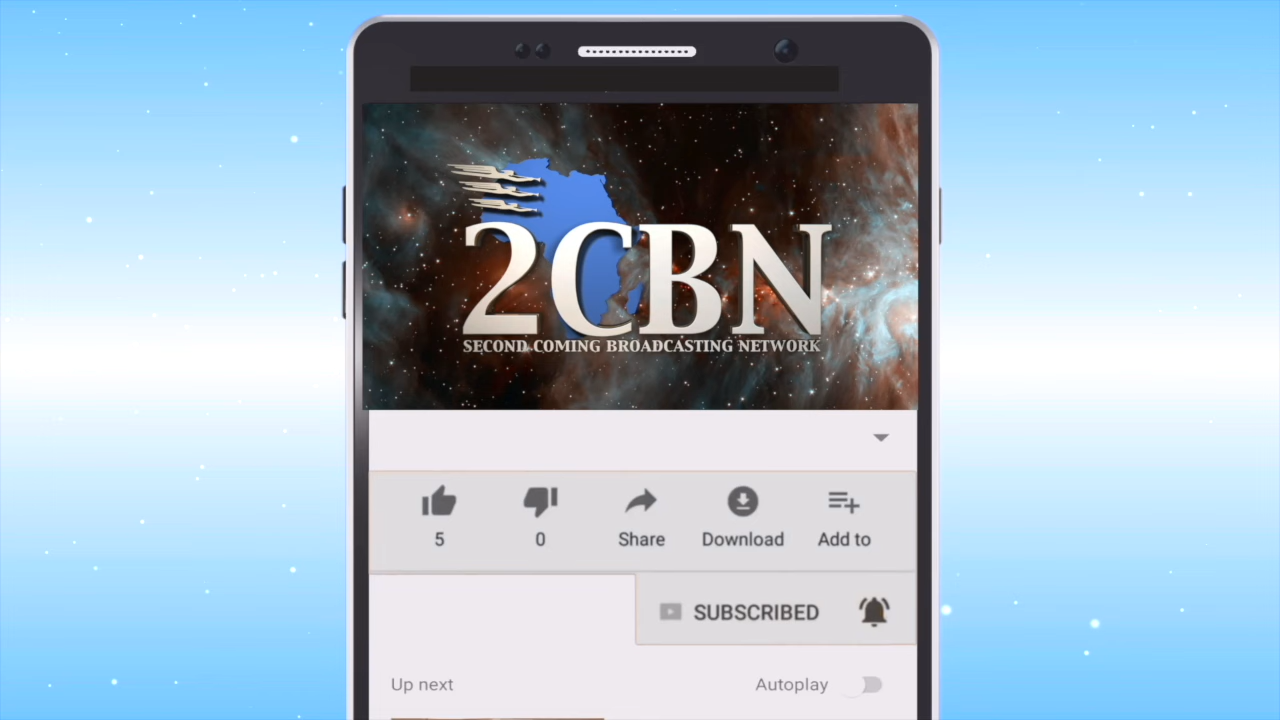 2CBN
SECOND COMING BROADCASTING NETWORK
5 0 Share Download Add to
SUBSCRIBED
Up next Autoplay